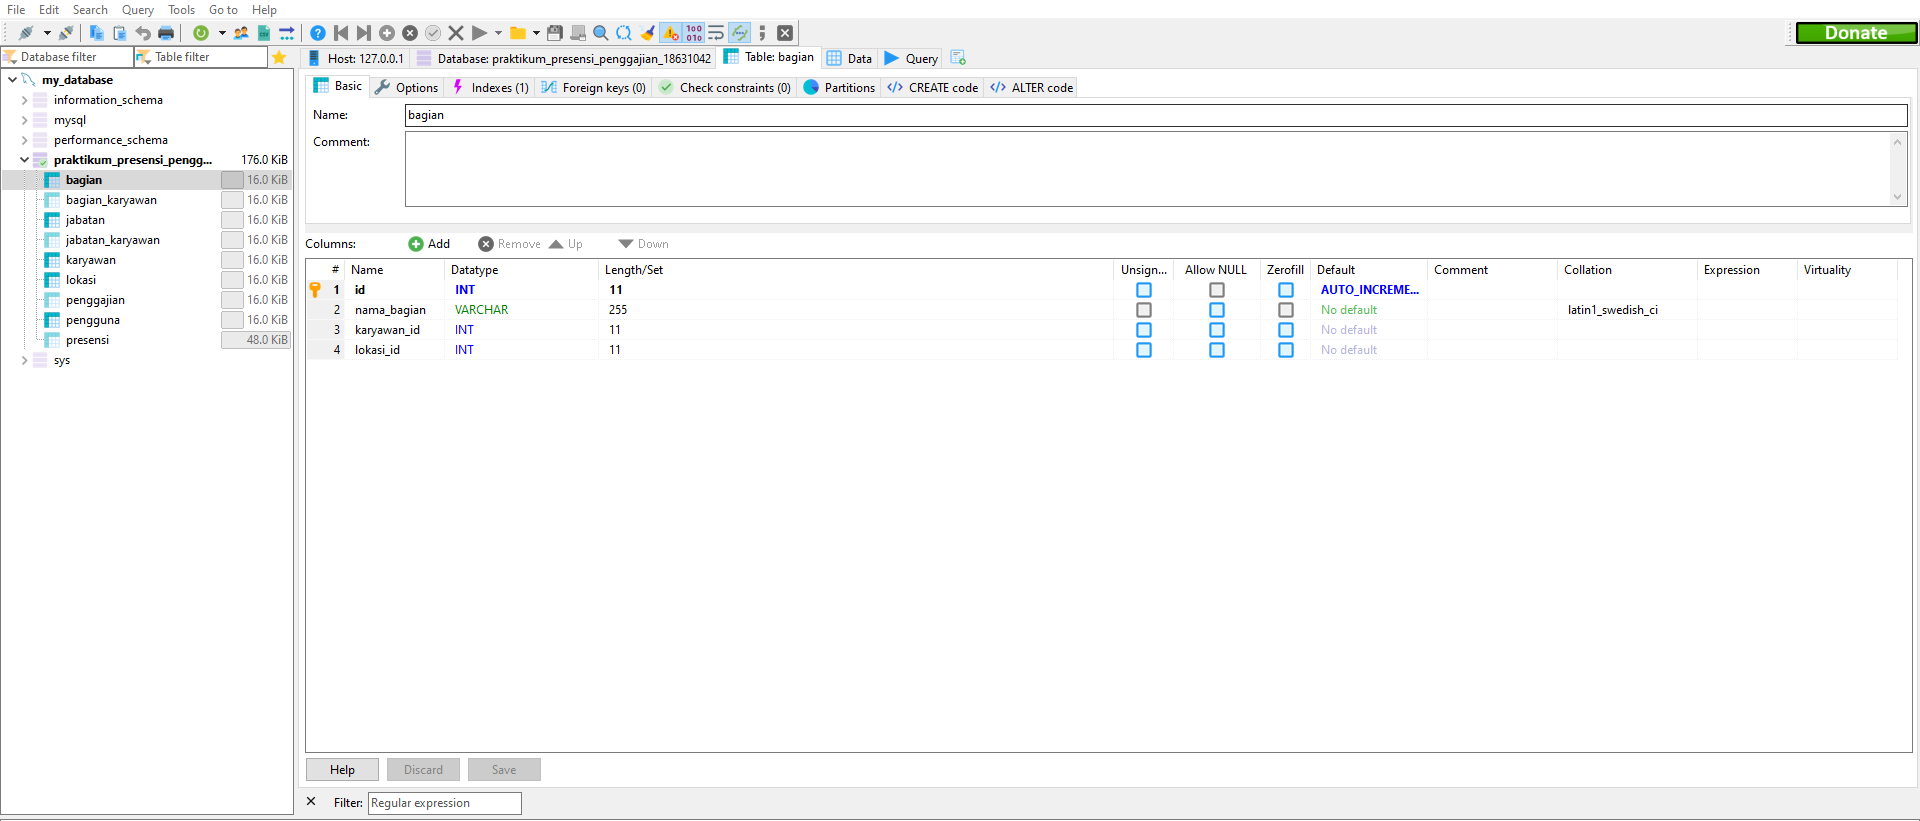 File Edit Search Query Tools Go to Help
Donate
Database filter Table filter
Host: 127.0.0.1 Database: praktikum_presensi_penggajian_18631042 Table: bagian Data Query
my_database
information_schema
mysql
performance_schema
praktikum_presensi_pengg... 176.0 KiB
bagian 16.0 KiB
bagian_karyawan 16.0 KiB
jabatan 16.0 KiB
jabatan_karyawan 16.0 KiB
karyawan 16.0 KiB
lokasi 16.0 KiB
penggajian 16.0 KiB
pengguna 16.0 KiB
presensi 48.0 KiB
sys
Basic Options Indexes (1) Foreign keys (0) Check constraints (0) Partitions CREATE code ALTER code
Name: bagian
Comment:
Columns: Add Remove Up Down
# Name Datatype Length/Set Unsign... Allow NULL Zerofill Default Comment Collation Expression Virtuality
1 id INT 11 AUTO_INCREME...
2 nama_bagian VARCHAR 255 No default latin1_swedish_ci
3 karyawan_id INT 11 No default
4 lokasi_id INT 11 No default
Help Discard Save
Filter: Regular expression